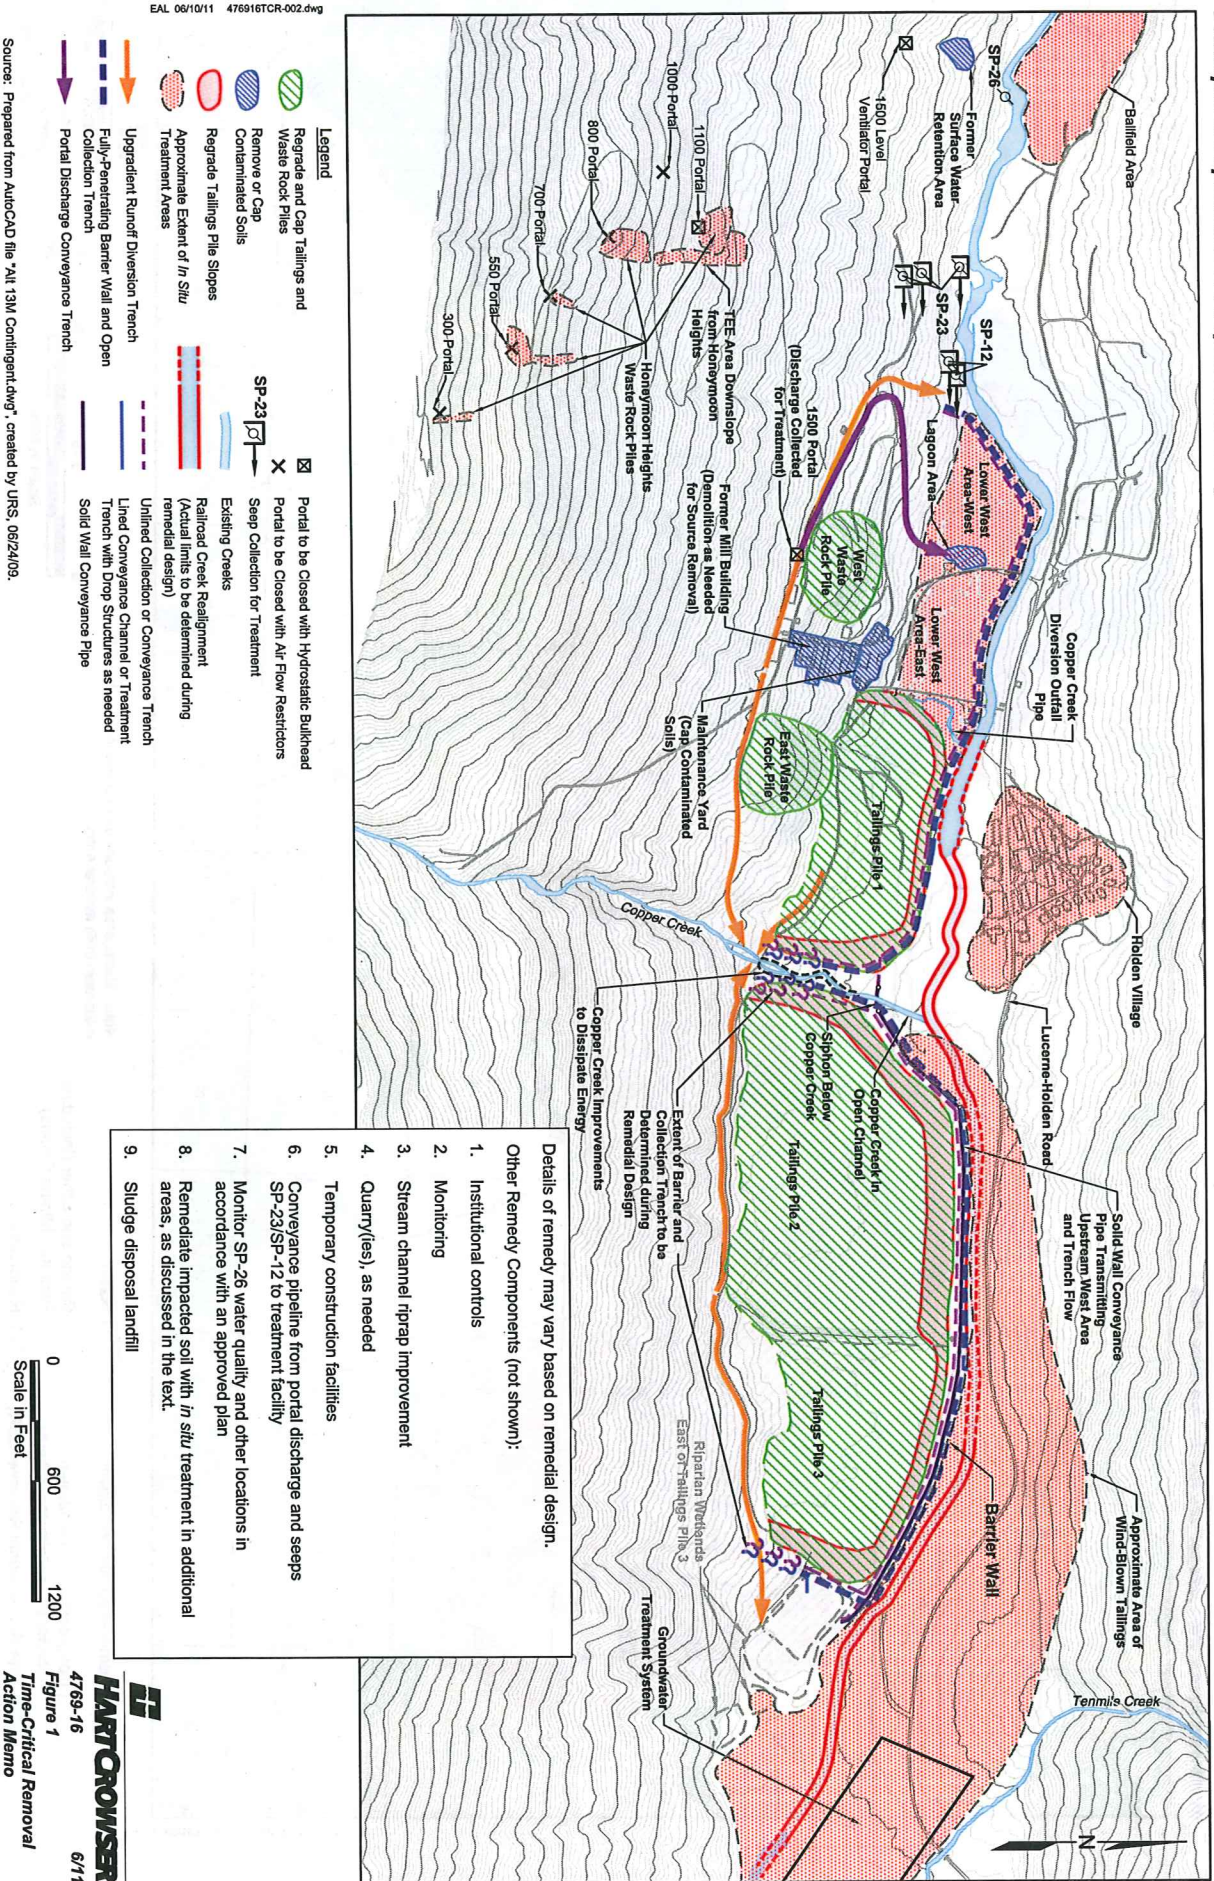 EAL 06/10/11 476916TCR-002.dwg
Ballfield Area
SP-26
Former
Surface Water
Retention Area
1500 Level
Ventilator Portal
1000 Portal
1100 Portal
800 Portal
700 Portal
550 Portal
300 Portal
SP-23
SP-12
TEE Area Downslope
from Honeymoon
Heights
Honeymoon Heights
Waste Rock Piles
1500 Portal
(Discharge Collected
for Treatment)
Lagoon Area
Lower West
Area-West
Former Mill Building
(Demolition as Needed
for Source Removal)
West
Waste
Rock Pile
Lower West
Area-East
Copper Creek
Diversion Outfall
Pipe
Maintenance Yard
(Cap Contaminated
Soils)
East Waste
Rock Pile
Tailings Pile 1
Holden Village
Copper Creek
Lucerne-Holden Road
Copper Creek Improvements
to Dissipate Energy
Siphon Below
Copper Creek
Copper Creek in
Open Channel
Extent of Barrier and
Collection Trench to be
Determined during
Remedial Design
Tailings Pile 2
Solid Wall Conveyance
Pipe Transmitting
Upstream West Area
and Trench Flow
Tailings Pile 3
Riparian Wetlands
East of Tailings Pile 3
Barrier Wall
Approximate Area of
Wind-Blown Tailings
Groundwater
Treatment System
Tenmile Creek
N
Legend
Regrade and Cap Tailings and
Waste Rock Piles
Remove or Cap
Contaminated Soils
Regrade Tailings Pile Slopes
Approximate Extent of In Situ
Treatment Areas
Upgradient Runoff Diversion Trench
Fully-Penetrating Barrier Wall and Open
Collection Trench
Portal Discharge Conveyance Trench
Portal to be Closed with Hydrostatic Bulkhead
Portal to be Closed with Air Flow Restrictors
SP-23
Seep Collection for Treatment
Existing Creeks
Railroad Creek Realignment
(Actual limits to be determined during
remedial design)
Unlined Collection or Conveyance Trench
Lined Conveyance Channel or Treatment
Trench with Drop Structures as needed
Solid Wall Conveyance Pipe
Details of remedy may vary based on remedial design.
Other Remedy Components (not shown):
1. Institutional controls
2. Monitoring
3. Stream channel riprap improvement
4. Quarry(ies), as needed
5. Temporary construction facilities
6. Conveyance pipeline from portal discharge and seeps
SP-23/SP-12 to treatment facility
7. Monitor SP-26 water quality and other locations in
accordance with an approved plan
8. Remediate impacted soil with in situ treatment in additional
areas, as discussed in the text.
9. Sludge disposal landfill
0 600 1200
Scale in Feet
Source: Prepared from AutoCAD file "Alt 13M Contingent.dwg", created by URS, 06/24/09.
HARTCROWSER
4769-16 6/11
Figure 1
Time-Critical Removal
Action Memo